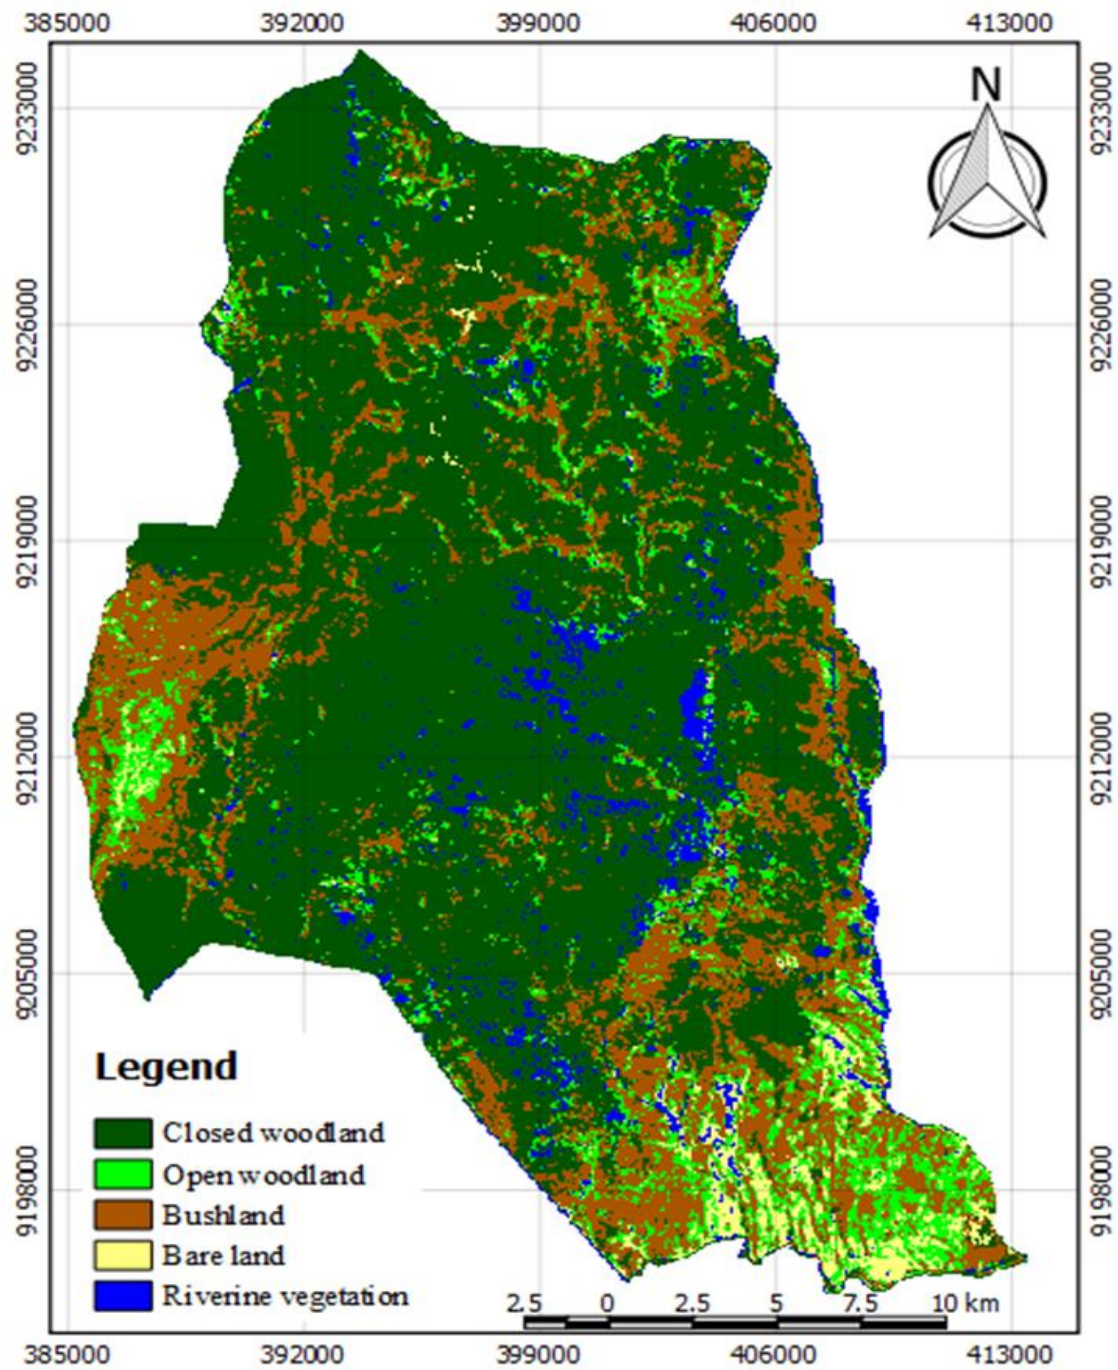 385000 392000 399000 406000 413000
9233000 9233000
N
9226000 9226000
9219000 9219000
9212000 9212000
9205000 9205000
Legend
Closed woodland
Open woodland
Bushland
Bare land
Riverine vegetation
9198000 9198000
2.5 0 2.5 5 7.5 10 km
385000 392000 399000 406000 413000